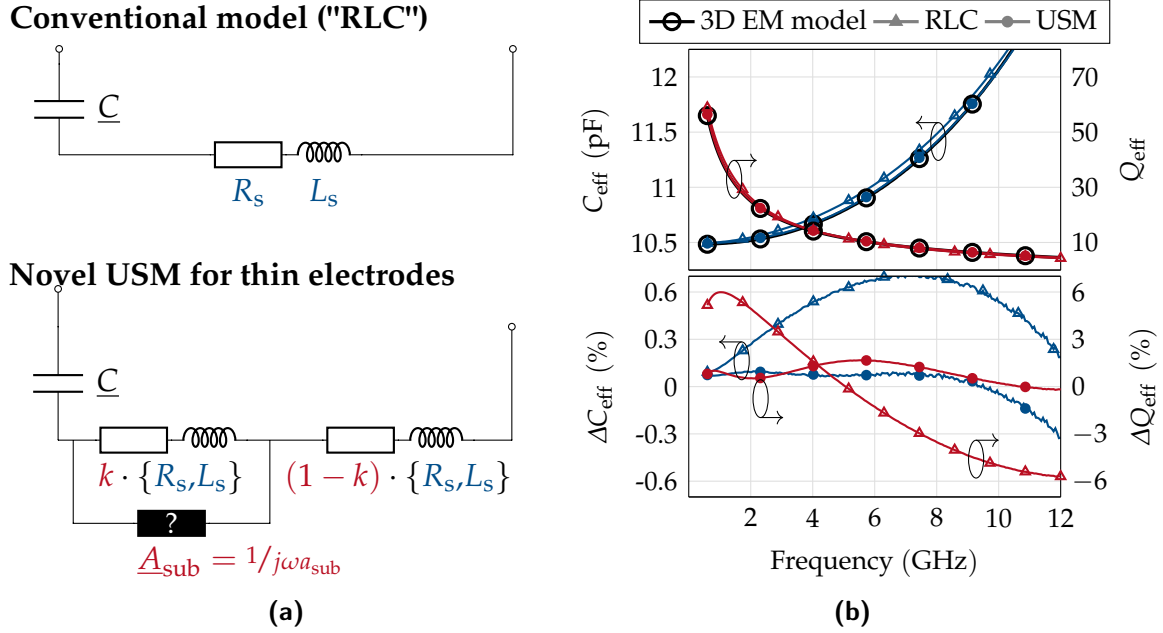 Conventional model ("RLC")
C
Rs
Ls
Novel USM for thin electrodes
C
k · {Rs,Ls}
(1 − k) · {Rs,Ls}
?
Asub = 1/jωasub
(a)
3D EM model
RLC
USM
Ceff (pF)
12
11.5
11
10.5
70
50
30
10
Qeff
ΔCeff (%)
0.6
0.3
0
-0.3
-0.6
6
3
0
−3
−6
ΔQeff (%)
2
4
6
8
10
12
Frequency (GHz)
(b)